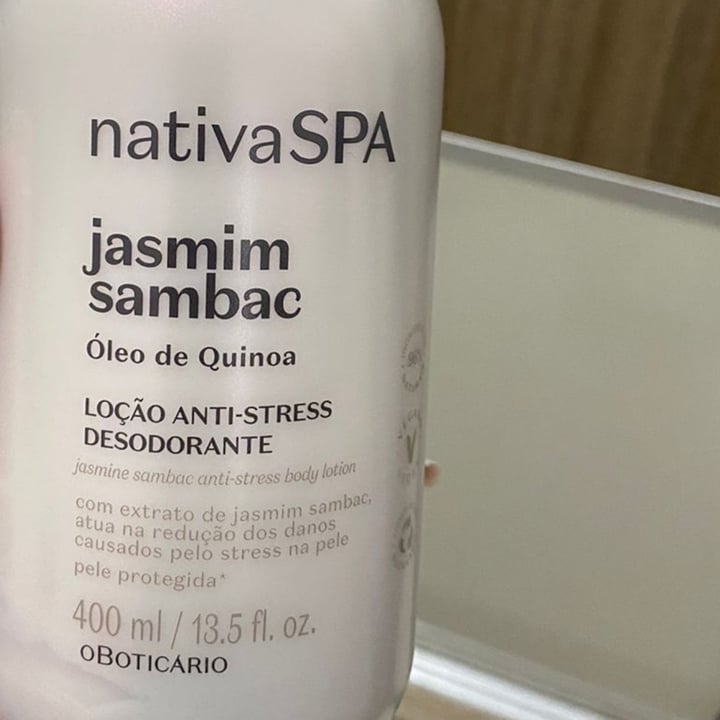 nativaSPA
jasmim
sambac
Óleo de Quinoa
LOÇÃO ANTI-STRESS
DESODORANTE
jasmine sambac anti-stress body lotion
com extrato de jasmim sambac,
atua na redução dos danos
causados pelo stress na pele
pele protegida*
400 ml / 13.5 fl. oz.
OBOTICÁRIO